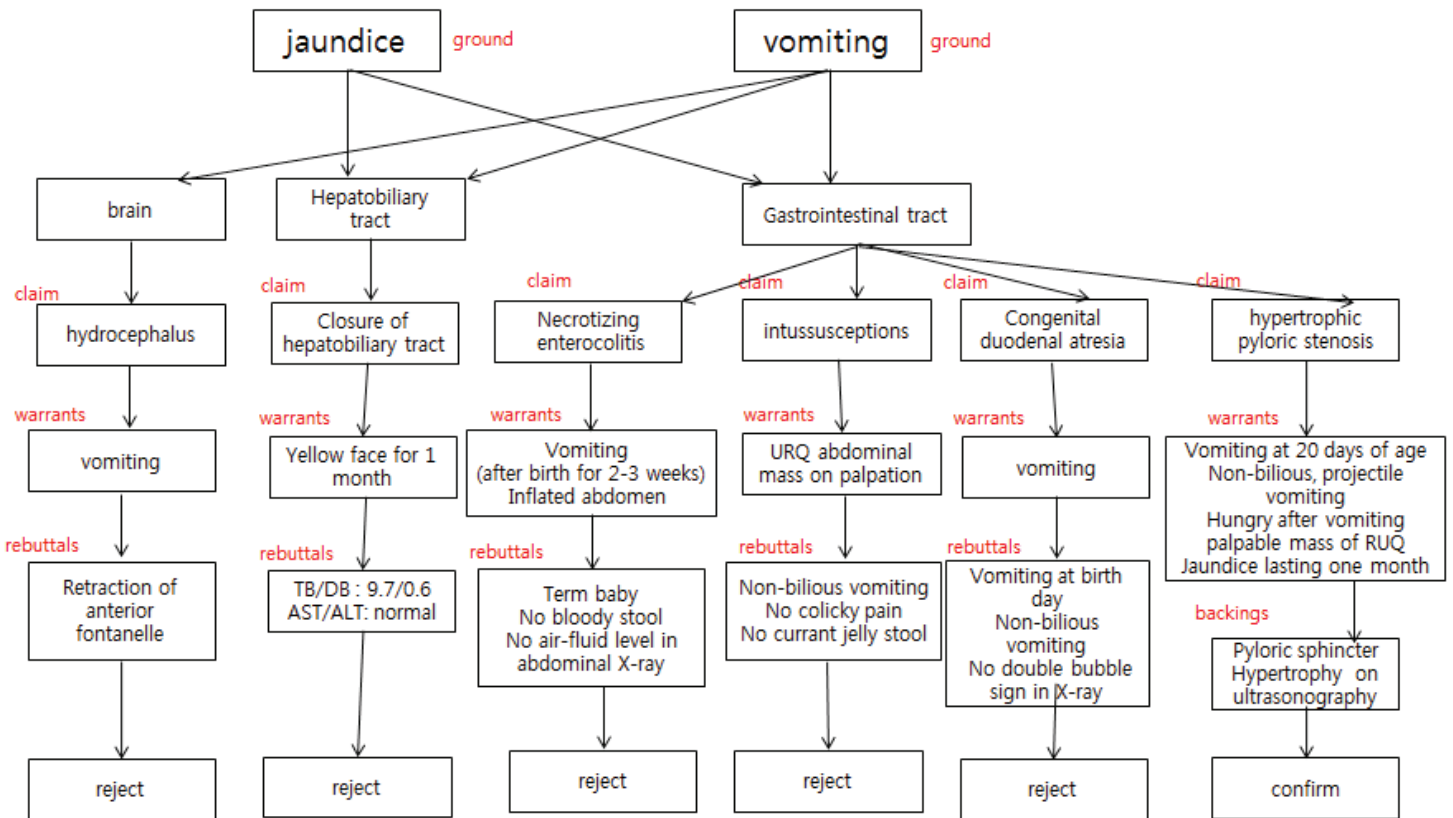 jaundice
ground
vomiting
ground
brain
Hepatobiliary
tract
Gastrointestinal tract
claim
hydrocephalus
warrants
vomiting
rebuttals
Retraction of
anterior
fontanelle
reject
claim
Closure of
hepatobiliary tract
warrants
Yellow face for 1
month
rebuttals
TB/DB : 9.7/0.6
AST/ALT: normal
reject
claim
Necrotizing
enterocolitis
warrants
Vomiting
(after birth for 2-3 weeks)
Inflated abdomen
rebuttals
Term baby
No bloody stool
No air-fluid level in
abdominal X-ray
reject
claim
intussusceptions
warrants
URQ abdominal
mass on palpation
rebuttals
Non-bilious vomiting
No colicky pain
No currant jelly stool
reject
claim
Congenital
duodenal atresia
warrants
vomiting
rebuttals
Vomiting at birth
day
Non-bilious
vomiting
No double bubble
sign in X-ray
reject
claim
hypertrophic
pyloric stenosis
warrants
Vomiting at 20 days of age
Non-bilious, projectile
vomiting
Hungry after vomiting
palpable mass of RUQ
Jaundice lasting one month
backings
Pyloric sphincter
Hypertrophy on
ultrasonography
confirm